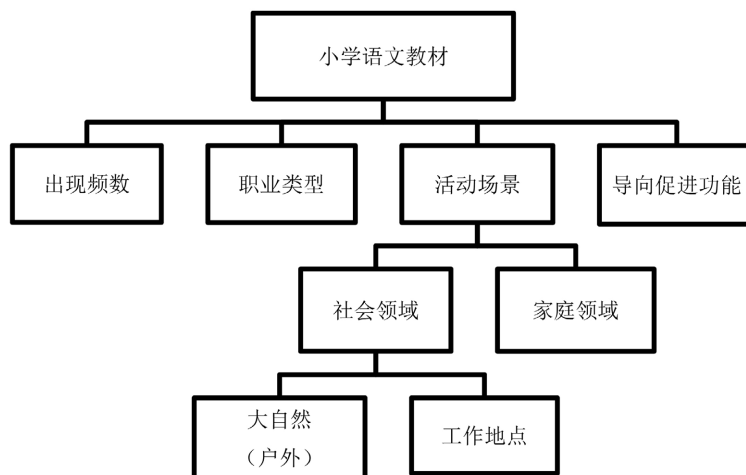 小学语文教材
出现频数
职业类型
活动场景
导向促进功能
社会领域
家庭领域
大自然
（户外）
工作地点